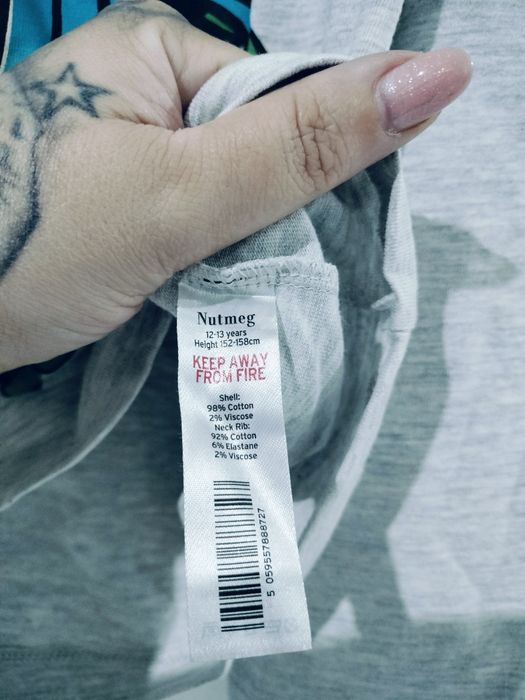 Nutmeg
12-13 years
Height 152-158cm
KEEP AWAY
FROM FIRE
Shell:
98% Cotton
2% Viscose
Neck Rib:
92% Cotton
6% Elastane
2% Viscose
5 059557888727